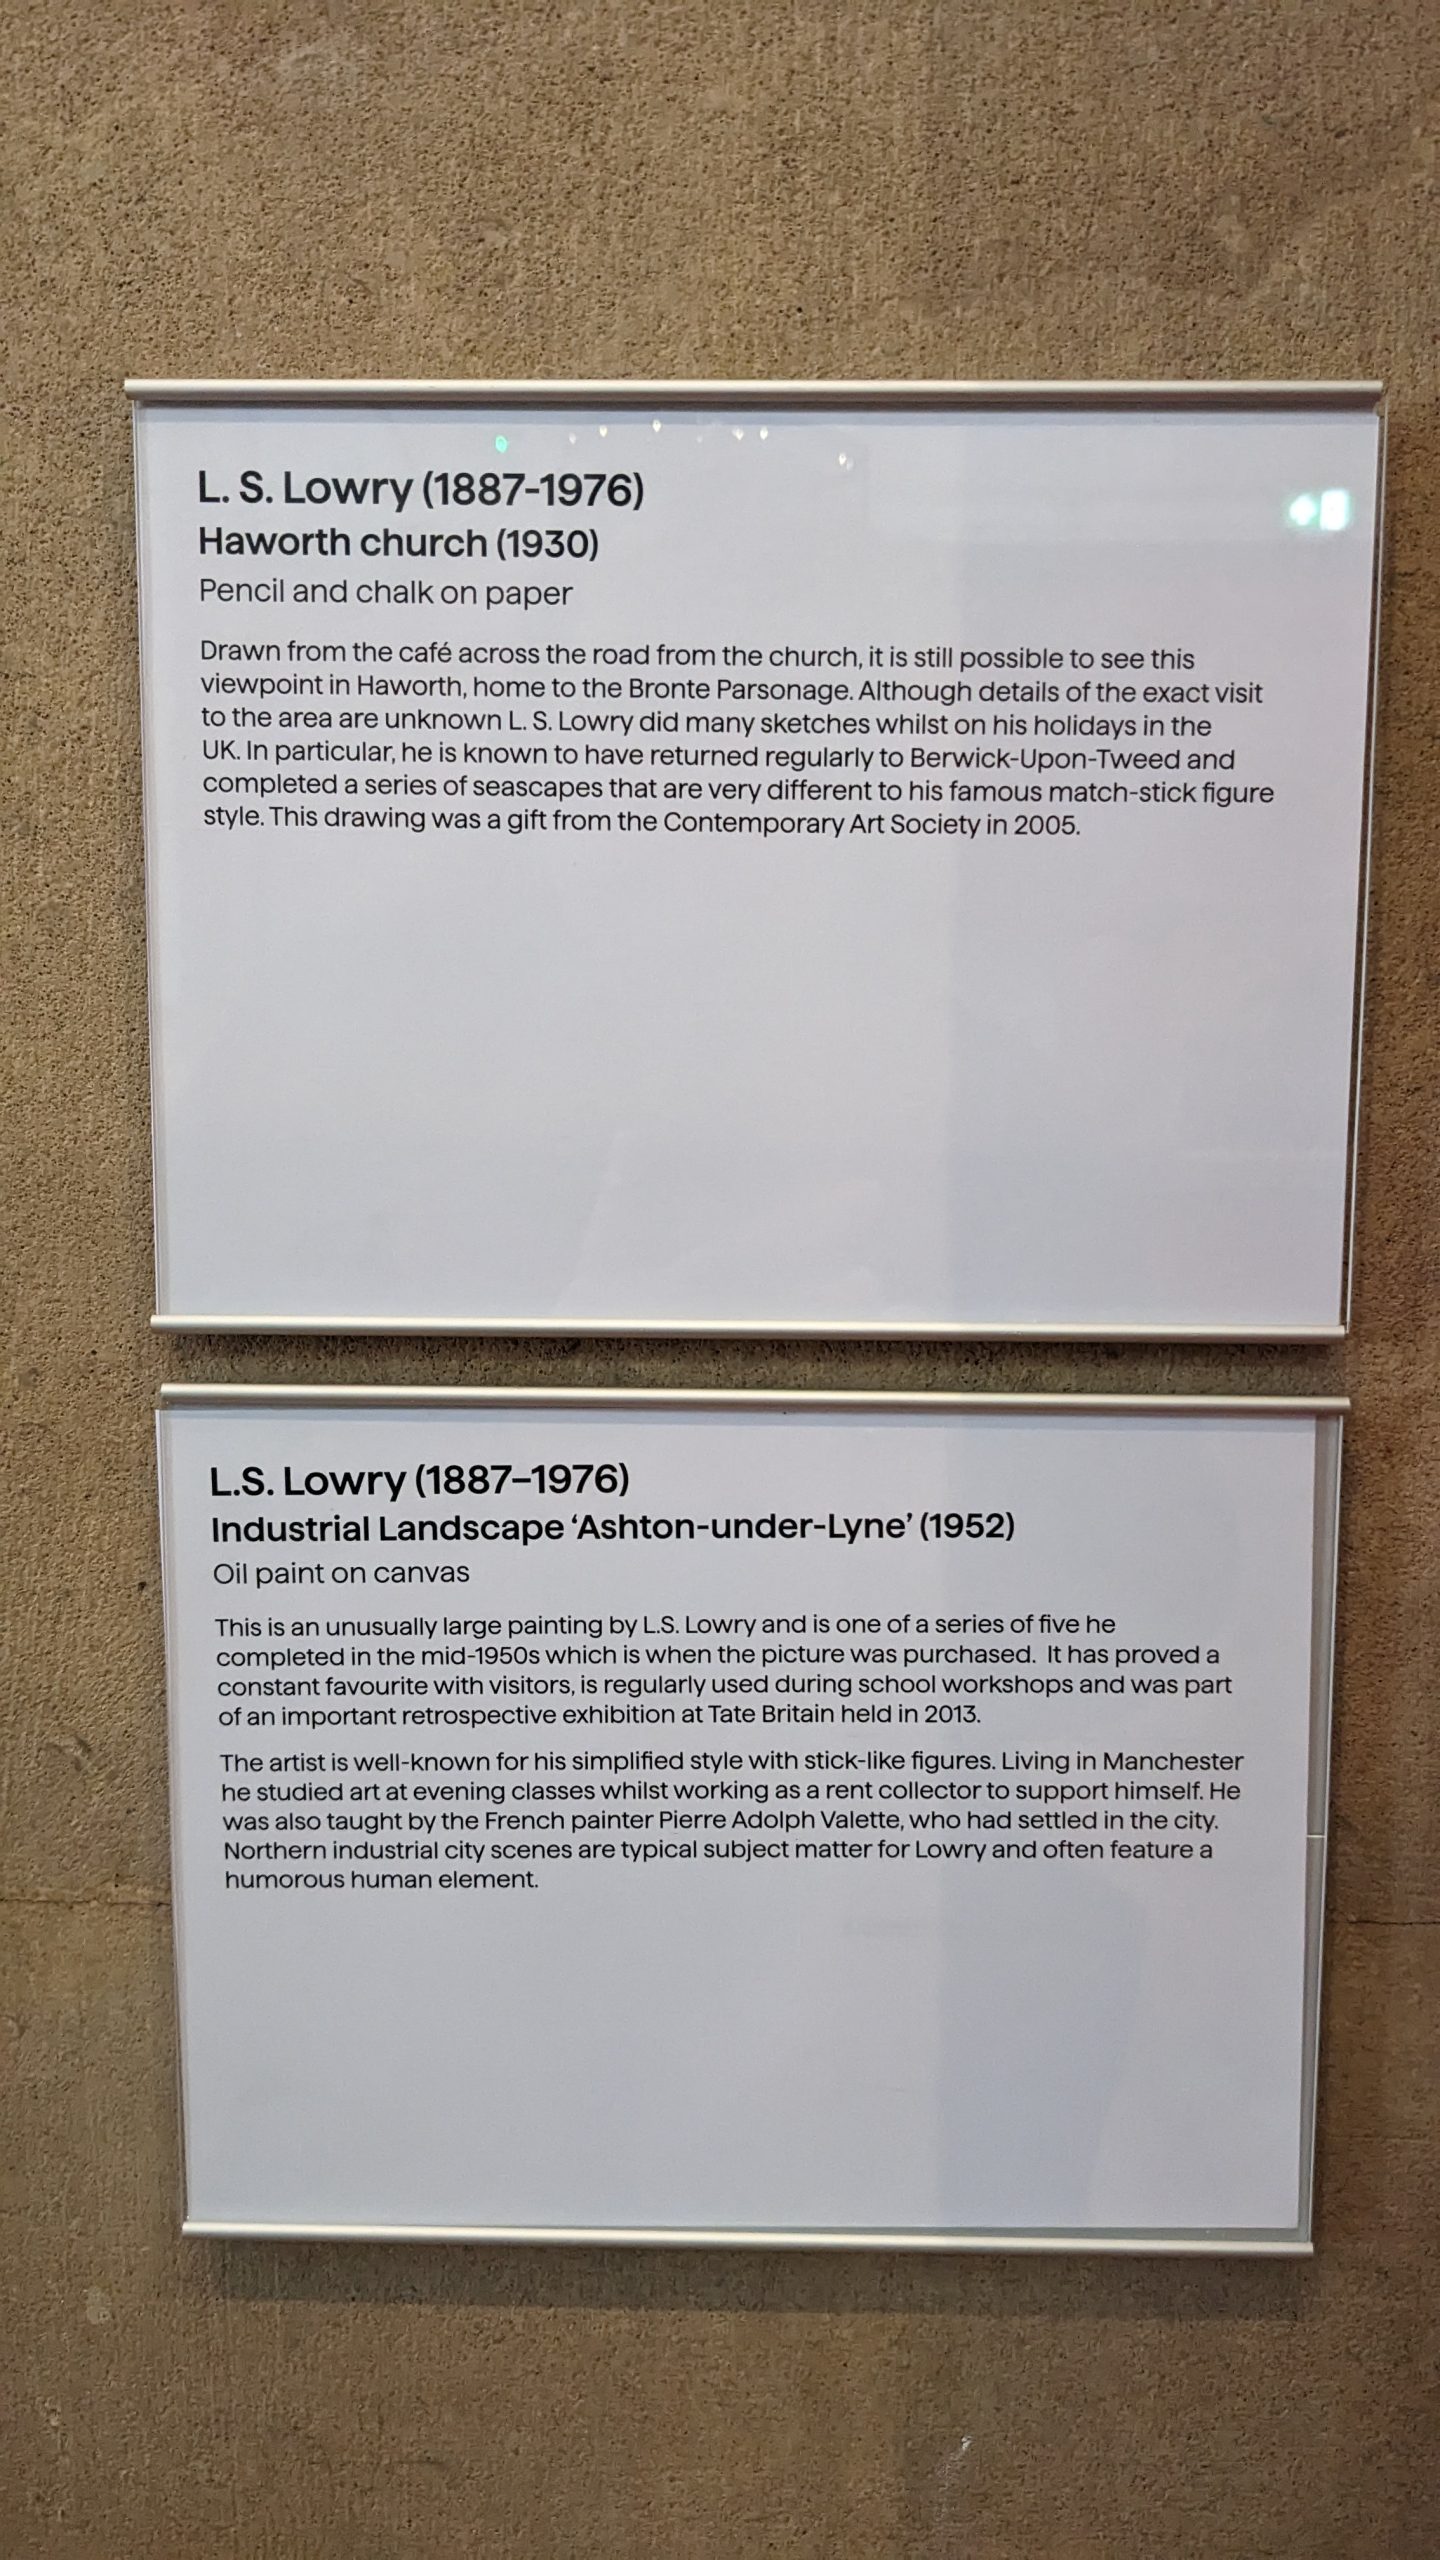 L. S. Lowry (1887-1976)
Haworth church (1930)
Pencil and chalk on paper
Drawn from the café across the road from the church, it is still possible to see this
viewpoint in Haworth, home to the Bronte Parsonage. Although details of the exact visit
to the area are unknown L. S. Lowry did many sketches whilst on his holidays in the
UK. In particular, he is known to have returned regularly to Berwick-Upon-Tweed and
completed a series of seascapes that are very different to his famous match-stick figure
style. This drawing was a gift from the Contemporary Art Society in 2005.
L.S. Lowry (1887–1976)
Industrial Landscape ‘Ashton-under-Lyne’ (1952)
Oil paint on canvas
This is an unusually large painting by L.S. Lowry and is one of a series of five he
completed in the mid-1950s which is when the picture was purchased. It has proved a
constant favourite with visitors, is regularly used during school workshops and was part
of an important retrospective exhibition at Tate Britain held in 2013.
The artist is well-known for his simplified style with stick-like figures. Living in Manchester
he studied art at evening classes whilst working as a rent collector to support himself. He
was also taught by the French painter Pierre Adolph Valette, who had settled in the city.
Northern industrial city scenes are typical subject matter for Lowry and often feature a
humorous human element.